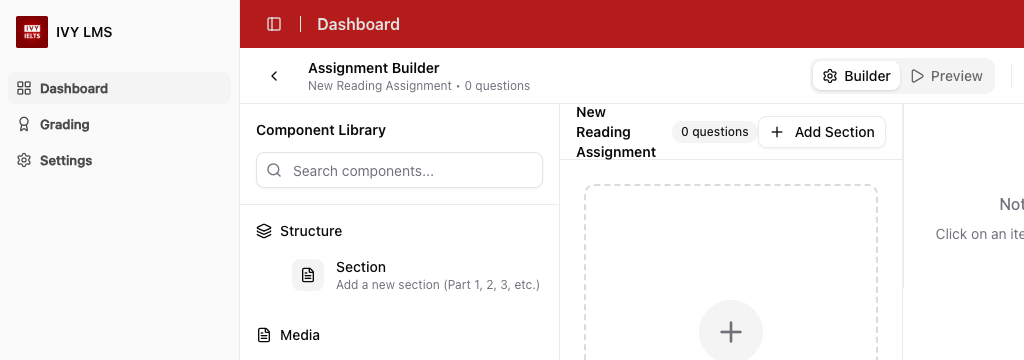 IVY
IELTS
IVY LMS
Dashboard
Grading
Settings
Dashboard
Assignment Builder
New Reading Assignment • 0 questions
Builder
Preview
Component Library
Search components...
Structure
Section
Add a new section (Part 1, 2, 3, etc.)
Media
New
Reading
Assignment
0 questions
Add Section
Not
Click on an ite